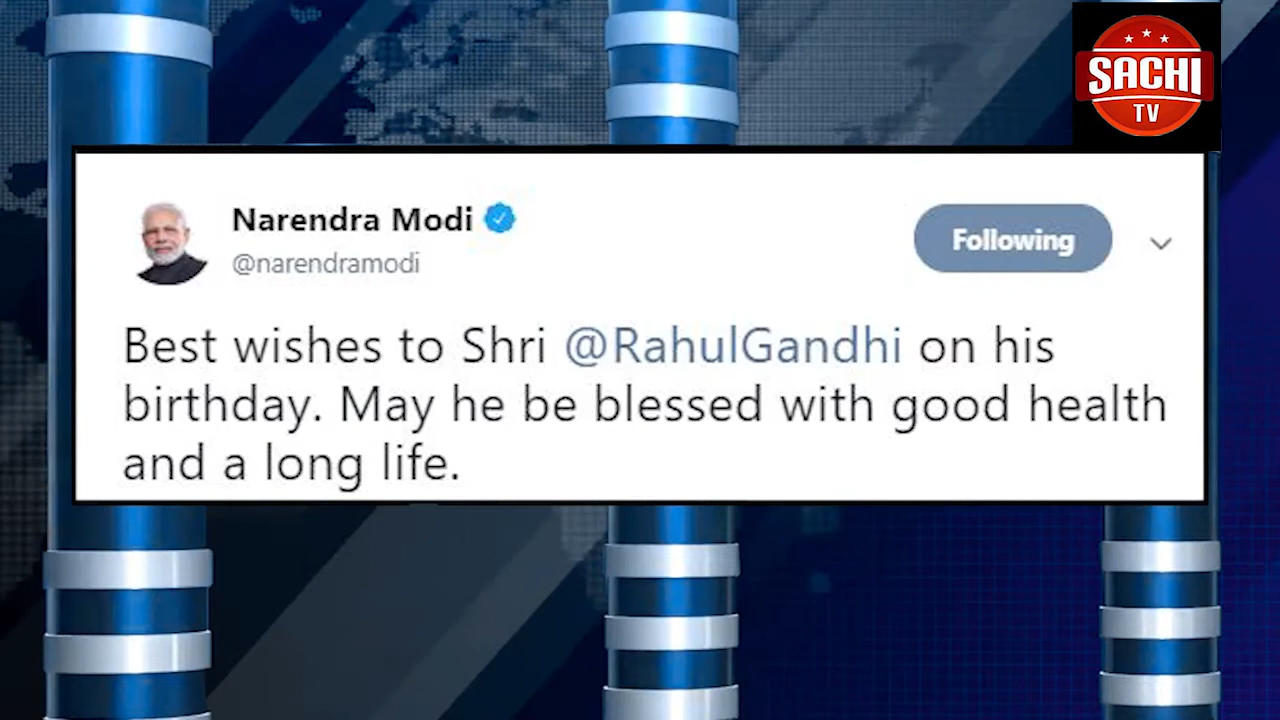 SACHI
TV
Narendra Modi
@narendramodi
Following
Best wishes to Shri @RahulGandhi on his
birthday. May he be blessed with good health
and a long life.